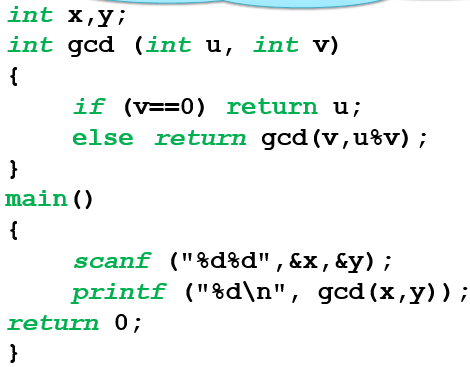 int x,y;
int gcd (int u, int v)
{
if (v==0) return u;
else return gcd(v,u%v);
}
main()
{
scanf ("%d%d",&x,&y);
printf ("%d\n", gcd(x,y));
return 0;
}